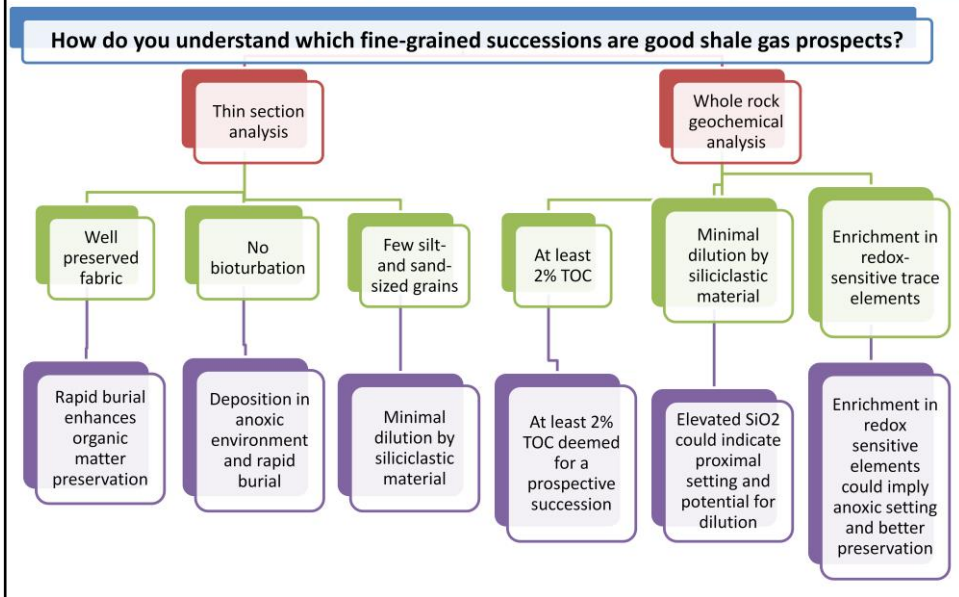 How do you understand which fine-grained successions are good shale gas prospects?
Thin section
analysis
Whole rock
geochemical
analysis
Well
preserved
fabric
No
bioturbation
Few silt-
and sand-
sized grains
At least
2% TOC
Minimal
dilution by
siliciclastic
material
Enrichment in
redox-
sensitive trace
elements
Rapid burial
enhances
organic
matter
preservation
Deposition in
anoxic
environment
and rapid
burial
Minimal
dilution by
siliciclastic
material
At least 2%
TOC deemed
for a
prospective
succession
Elevated SiO2
could indicate
proximal
setting and
potential for
dilution
Enrichment in
redox
sensitive
elements
could imply
anoxic setting
and better
preservation